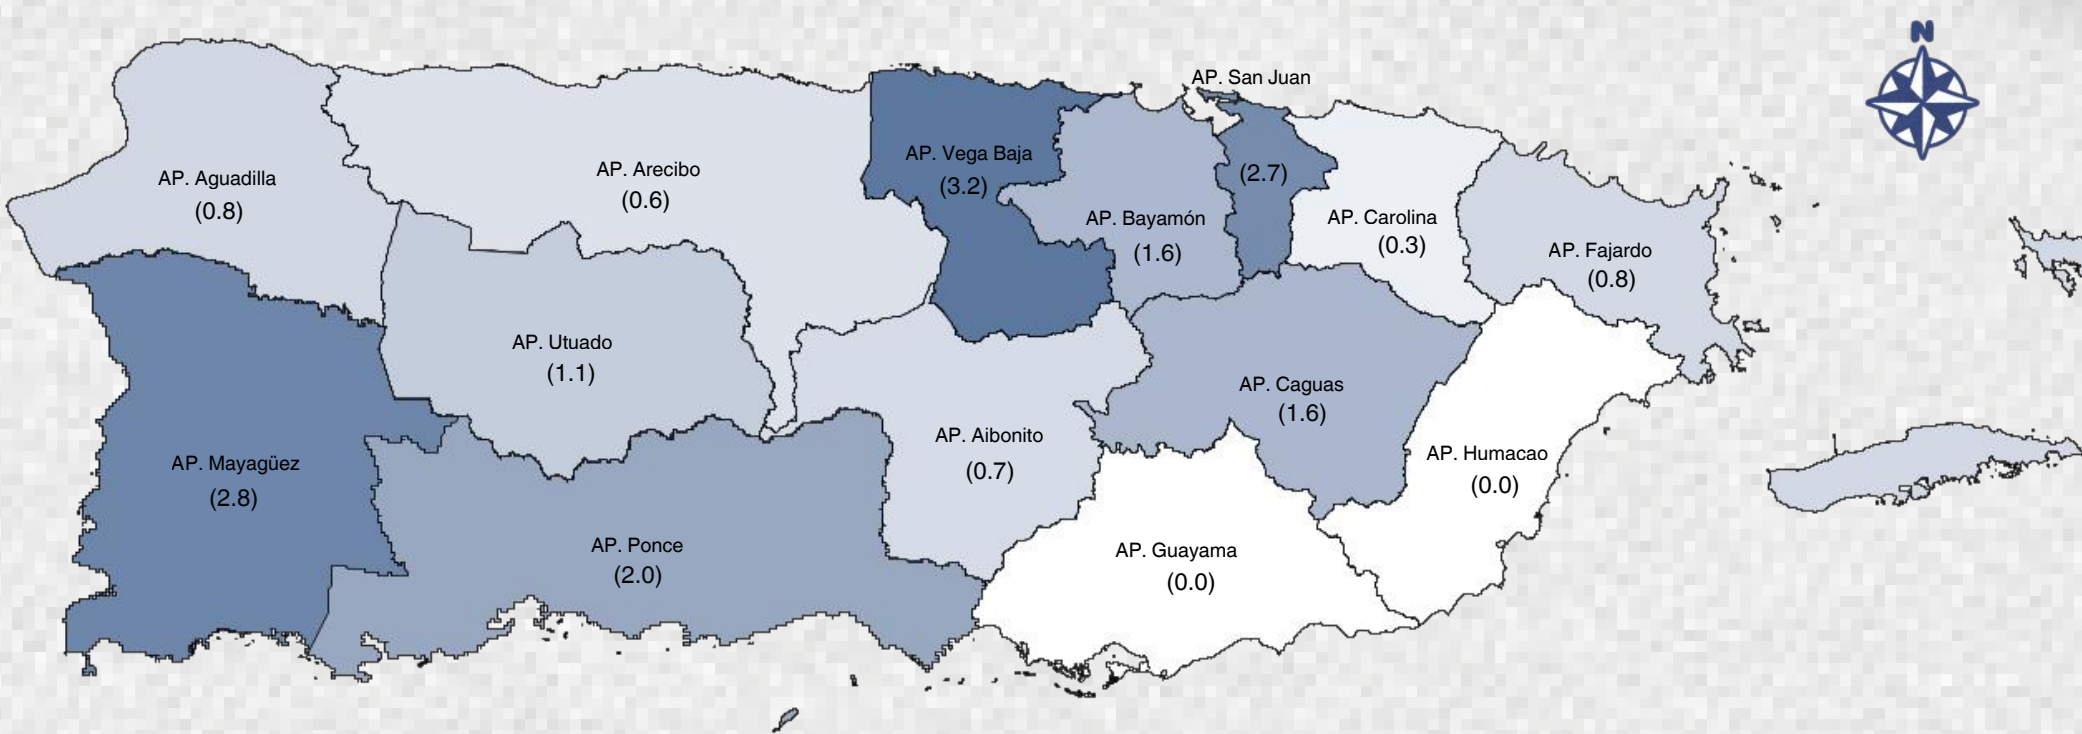 N
AP. San Juan
(2.7)
AP. Vega Baja
(3.2)
AP. Arecibo
(0.6)
AP. Aguadilla
(0.8)
AP. Bayamón
(1.6)
AP. Carolina
(0.3)
AP. Fajardo
(0.8)
AP. Utuado
(1.1)
AP. Caguas
(1.6)
AP. Aibonito
(0.7)
AP. Humacao
(0.0)
AP. Mayagüez
(2.8)
AP. Ponce
(2.0)
AP. Guayama
(0.0)